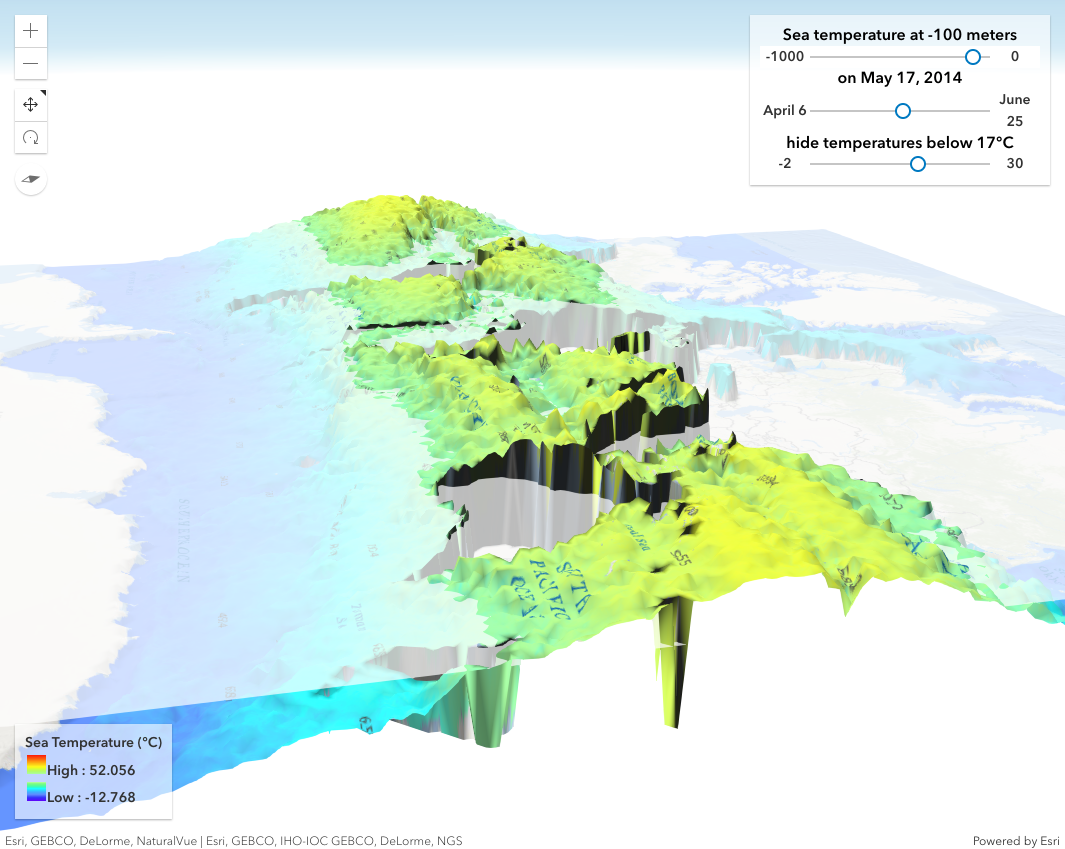 Sea temperature at -100 meters
-1000 0
on May 17, 2014
April 6 June 25
hide temperatures below 17°C
-2 30
PACIFIC
Sea Temperature (°C)
High : 52.056
Low : -12.768
Esri, GEBCO, DeLorme, NaturalVue | Esri, GEBCO, IHO-IOC GEBCO, DeLorme, NGS
Powered by Esri